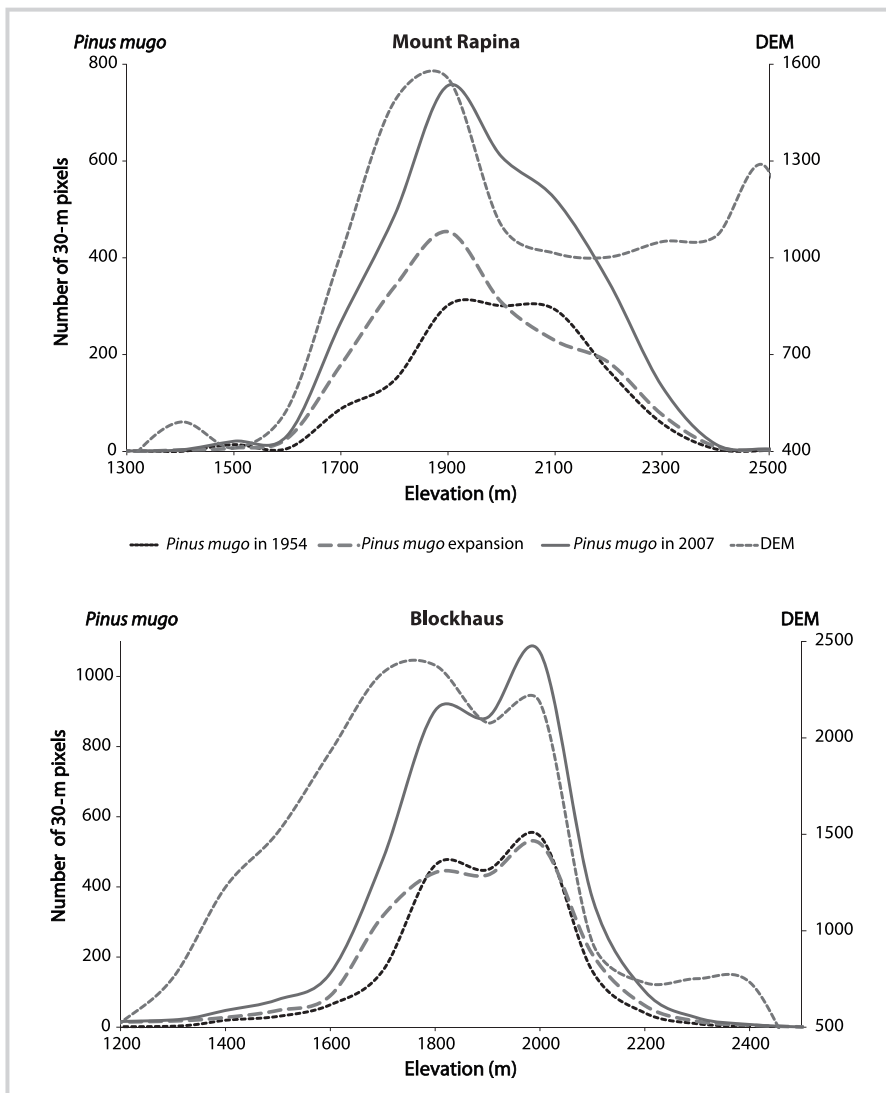 Pinus mugo Mount Rapina DEM
800 1600
600 1300
400 1000
200 700
0 400
Number of 30-m pixels
1300 1500 1700 1900 2100 2300 2500
Elevation (m)
Pinus mugo in 1954 Pinus mugo expansion Pinus mugo in 2007 DEM
Pinus mugo Blockhaus DEM
2500
1000
2000
800
600
1500
400
1000
200
0 500
Number of 30-m pixels
1200 1400 1600 1800 2000 2200 2400
Elevation (m)